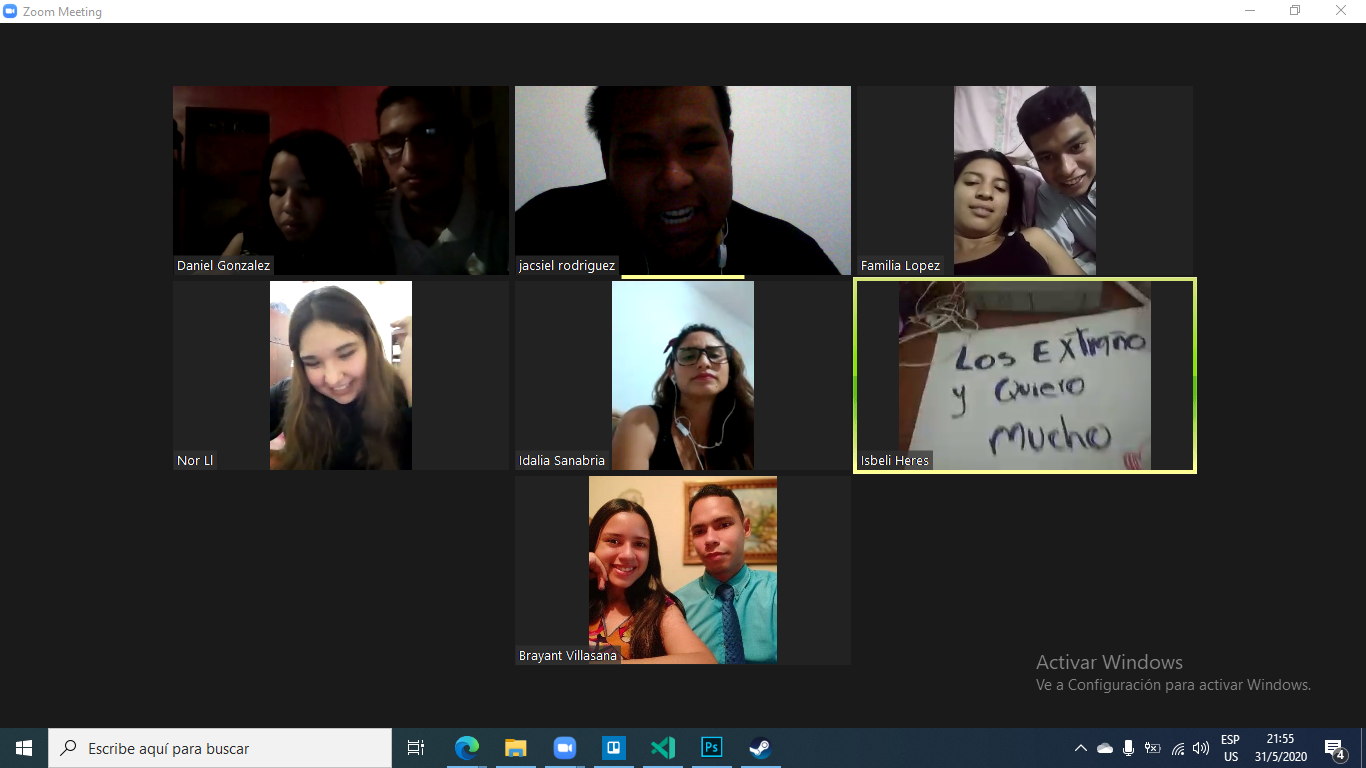 Zoom Meeting
Daniel Gonzalez
jacsiel rodriguez
Familia Lopez
Nor Ll
Idalia Sanabria
Los Extraño
y Quiero
mucho
Isbeli Heres
Brayant Villasana
Activar Windows
Ve a Configuración para activar Windows.
Escribe aquí para buscar
Ps
ESP
US
21:55
31/5/2020
4